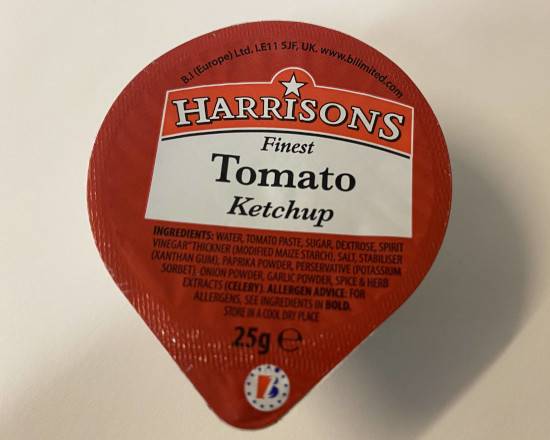 B.I (Europe) Ltd, LE11 5JF, UK. www.bilimited.com
HARRISONS
Finest
Tomato
Ketchup
INGREDIENTS: WATER, TOMATO PASTE, SUGAR, DEXTROSE, SPIRIT
VINEGAR" THICKNER (MODIFIED MAIZE STARCH), SALT, STABILISER
(XANTHAN GUM), PAPRIKA POWDER, PERSERVATIVE (POTASSIUM
SORBET), ONION POWDER, GARLIC POWDER, SPICE & HERB
EXTRACTS (CELERY). ALLERGEN ADVICE: FOR
ALLERGENS, SEE INGREDIENTS IN BOLD.
STORE IN A COOL DRY PLACE
25g ℮
B